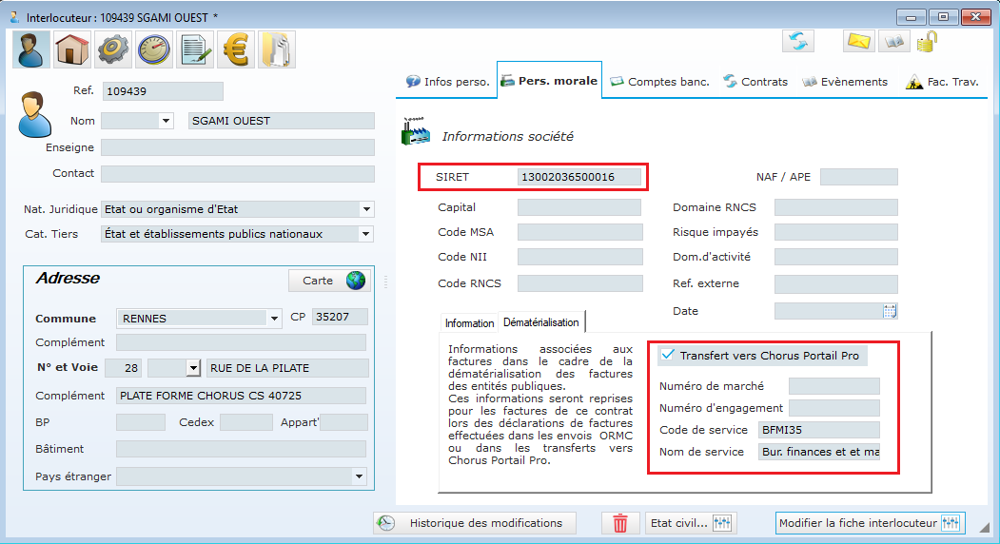 Interlocuteur : 109439 SGAMI OUEST *
Ref. 109439
Nom SGAMI OUEST
Enseigne
Contact
Nat. Juridique Etat ou organisme d'Etat
Cat. Tiers État et établissements publics nationaux
Adresse
Carte
Commune RENNES CP 35207
Complément
N° et Voie 28 RUE DE LA PILATE
Complément PLATE FORME CHORUS CS 40725
BP Cedex Appart'
Bâtiment
Pays étranger
Infos perso. Pers. morale Comptes banc. Contrats Evènements Fac. Trav.
Informations société
SIRET 13002036500016 NAF / APE
Capital Domaine RNCS
Code MSA Risque impayés
Code NII Dom.d'activité
Code RNCS Ref. externe
Date
Information Dématérialisation
Informations associées aux
factures dans le cadre de la
dématérialisation des factures
des entités publiques.
Ces informations seront reprises
pour les factures de ce contrat
lors des déclarations de factures
effectuées dans les envois ORMC
ou dans les transferts vers
Chorus Portail Pro.
Transfert vers Chorus Portail Pro
Numéro de marché
Numéro d'engagement
Code de service BFMI35
Nom de service Bur. finances et et ma
Historique des modifications Etat civil... Modifier la fiche interlocuteur